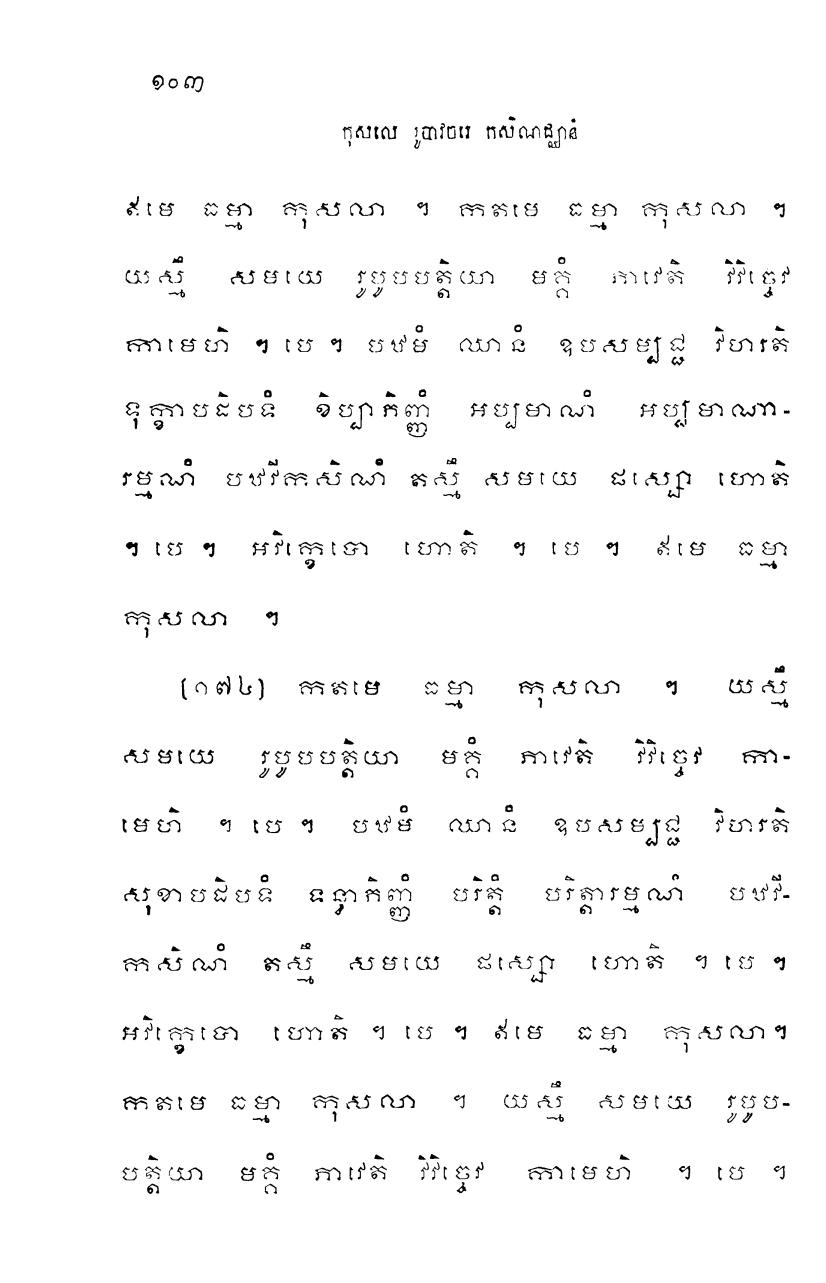 ១០៣
កុសលេ រូបាវចរេ កសិណជ្ឈានំ
ឥមេ ធម្មា កុសលា ។ កតមេ ធម្មា កុសលា ។
យស្មឹ សមយេ រូបូបបត្តិយា មគ្គំ ភាវេតិ វិវិច្ចេវ
កាមេហិ ។ បេ ។ បឋមំ ឈានំ ឧបសម្បជ្ជ វិហរតិ
ទុក្ខាបដិបទំ ខិប្បាភិញ្ញំ អប្បមាណំ អប្បមាណា-
រម្មណំ បឋវីកសិណំ តស្មឹ សមយេ ផស្សោ ហោតិ
។ បេ ។ អវិក្ខេបោ ហោតិ ។ បេ ។ ឥមេ ធម្មា
កុសលា ។
(១៧៤) កតមេ ធម្មា កុសលា ។ យស្មឹ
សមយេ រូបូបបត្តិយា មគ្គំ ភាវេតិ វិវិច្ចេវ កា-
មេហិ ។ បេ ។ បឋមំ ឈានំ ឧបសម្បជ្ជ វិហរតិ
សុខាបដិបទំ ទន្ធាភិញ្ញំ បរិត្តំ បរិត្តារម្មណំ បឋវី-
កសិណំ តស្មឹ សមយេ ផស្សោ ហោតិ ។ បេ ។
អវិក្ខេបោ ហោតិ ។ បេ ។ ឥមេ ធម្មា កុសលា ។
កតមេ ធម្មា កុសលា ។ យស្មឹ សមយេ រូបូប-
បត្តិយា មគ្គំ ភាវេតិ វិវិច្ចេវ កាមេហិ ។ បេ ។